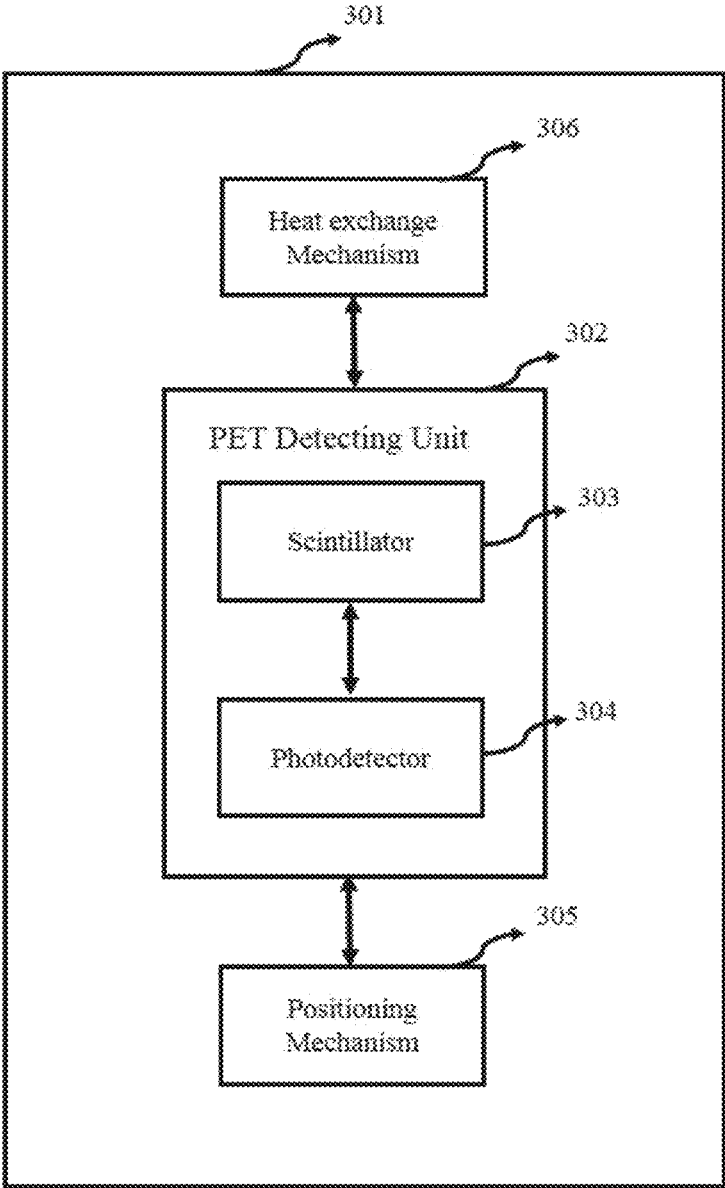 301
306
Heat exchange
Mechanism
302
PET Detecting Unit
303
Scintillator
304
Photodetector
305
Positioning
Mechanism